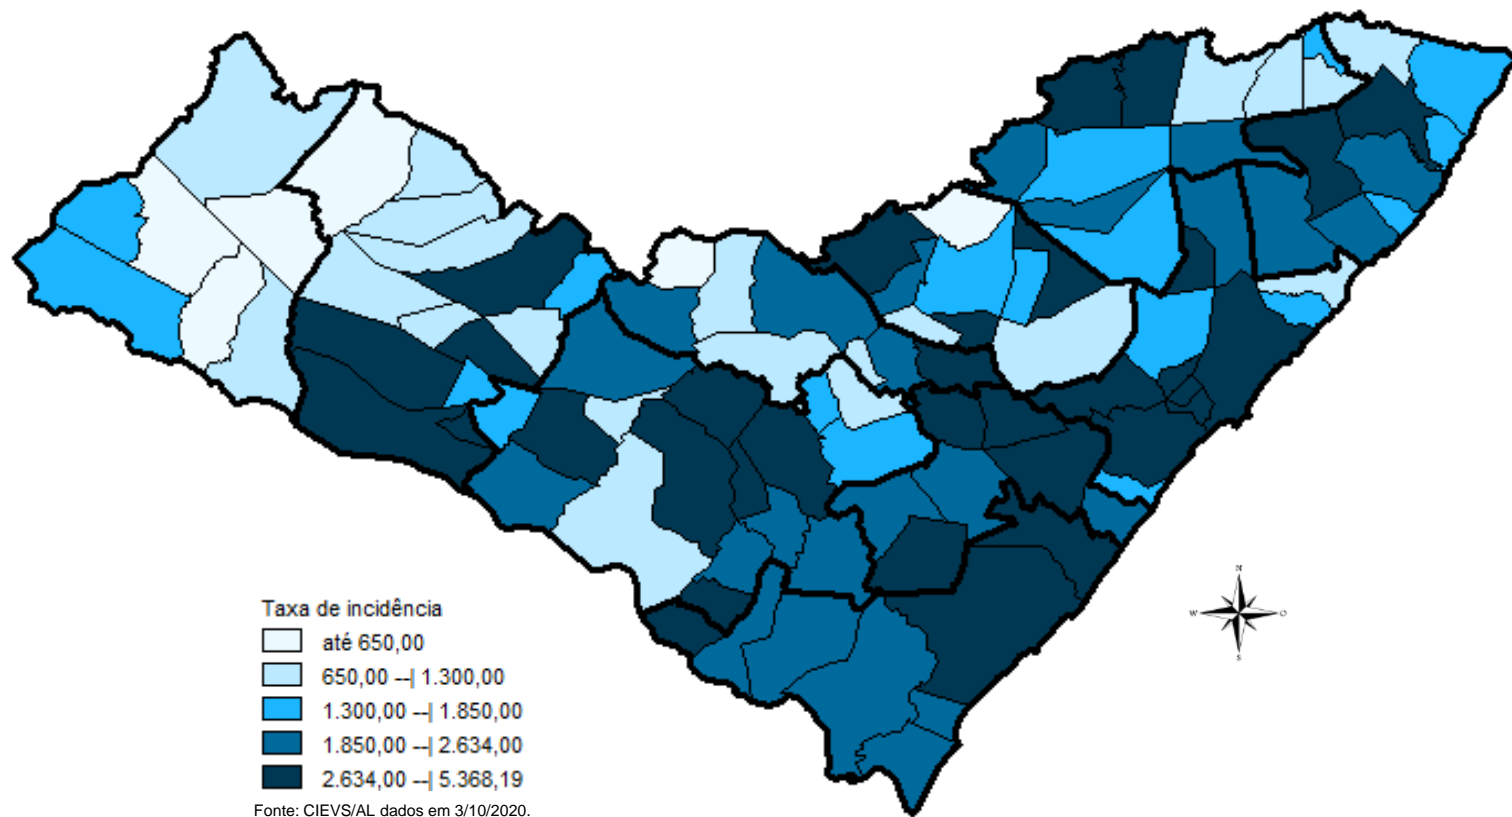 N
W
O
S
Taxa de incidência
até 650,00
650,00 --| 1.300,00
1.300,00 --| 1.850,00
1.850,00 --| 2.634,00
2.634,00 --| 5.368,19
Fonte: CIEVS/AL dados em 3/10/2020.